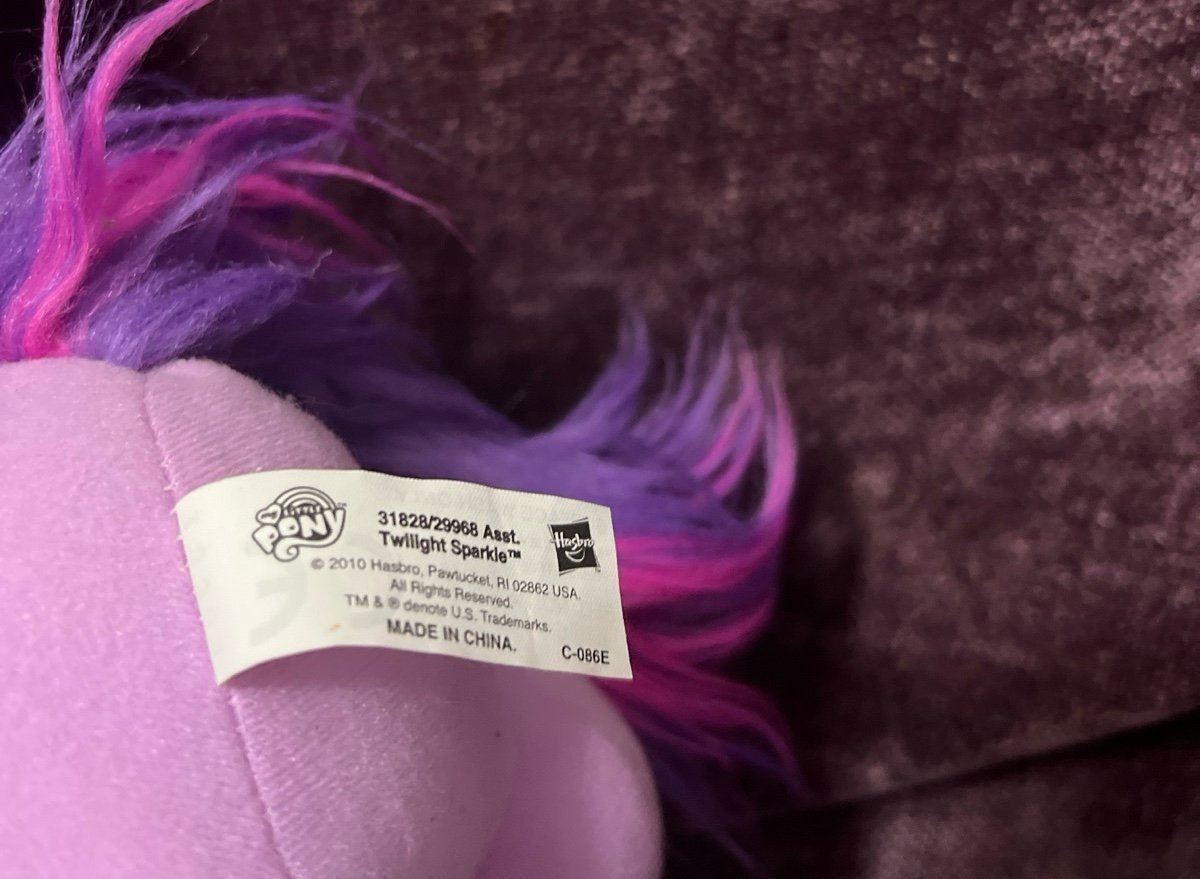 MY LITTLE PONY™
31828/29968 Asst.
Twilight Sparkle™
Hasbro
© 2010 Hasbro, Pawtucket, RI 02862 USA.
All Rights Reserved.
TM & ® denote U.S. Trademarks.
MADE IN CHINA.
C-086E